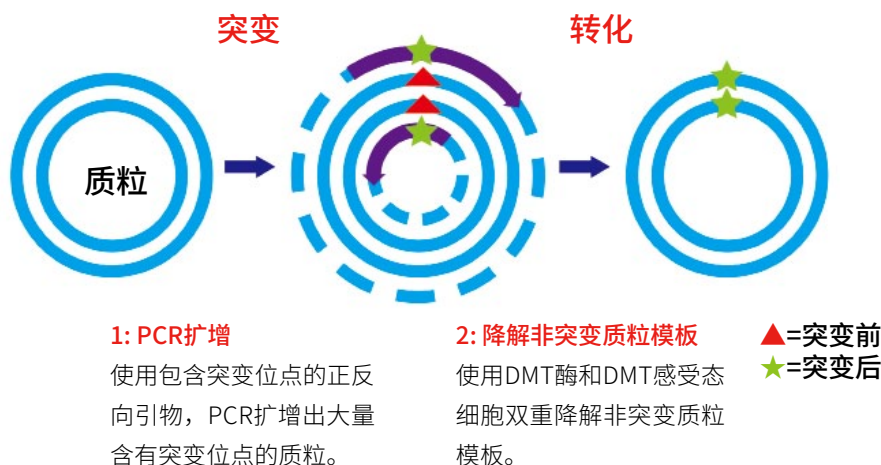 突变
转化
质粒
1: PCR扩增
使用包含突变位点的正反
向引物，PCR扩增出大量
含有突变位点的质粒。
2: 降解非突变质粒模板
使用DMT酶和DMT感受态
细胞双重降解非突变质粒
模板。
▲=突变前
★=突变后